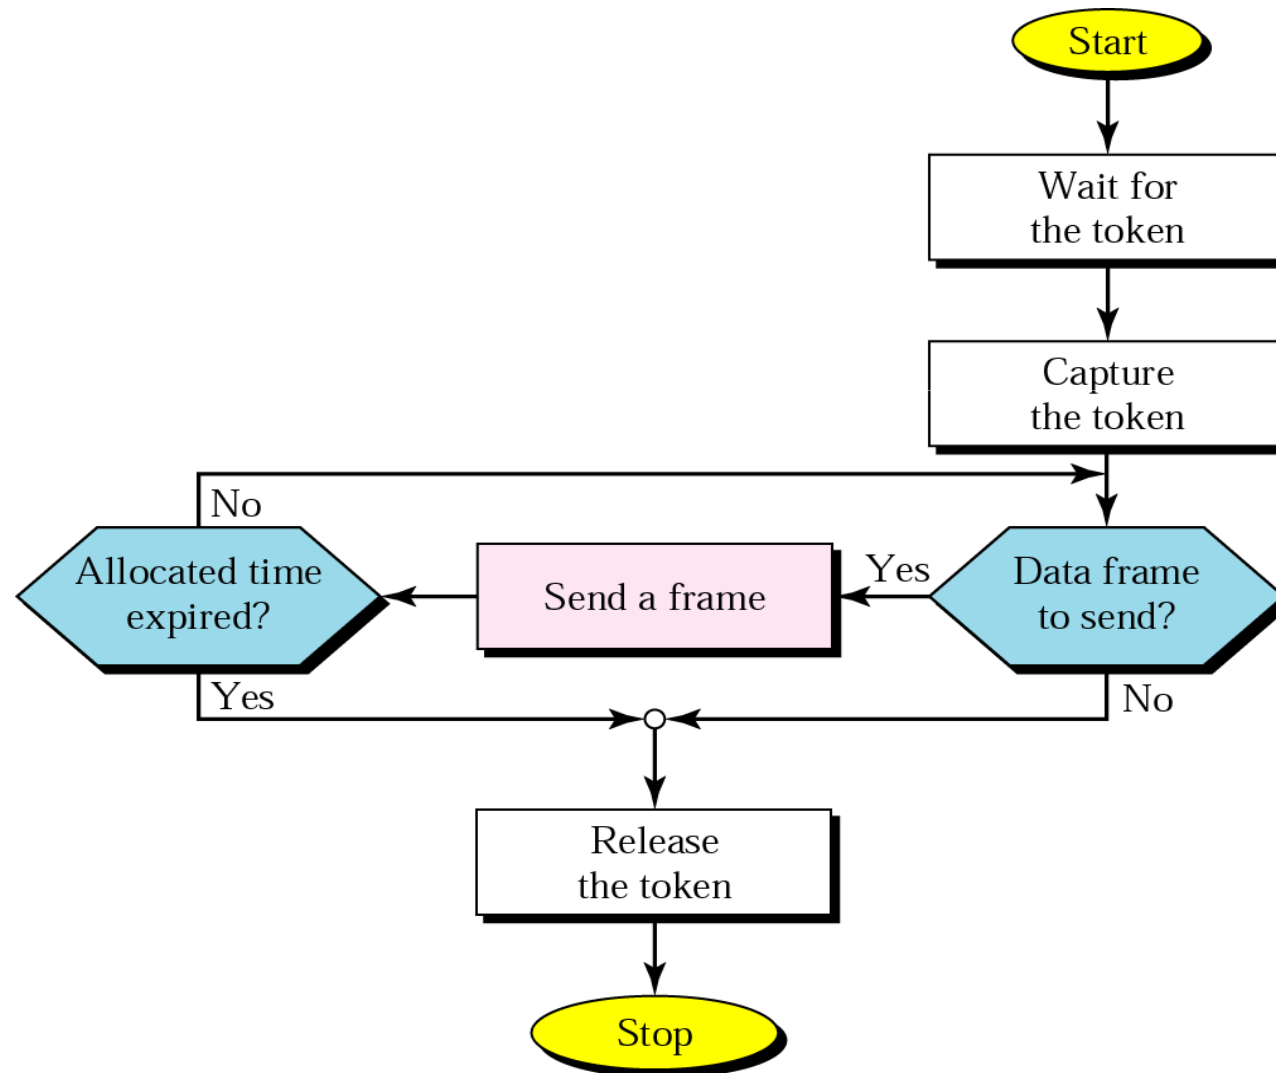 Start
Wait for
the token
Capture
the token
No
Allocated time
expired?
Send a frame
Yes
Data frame
to send?
Yes
No
Release
the token
Stop